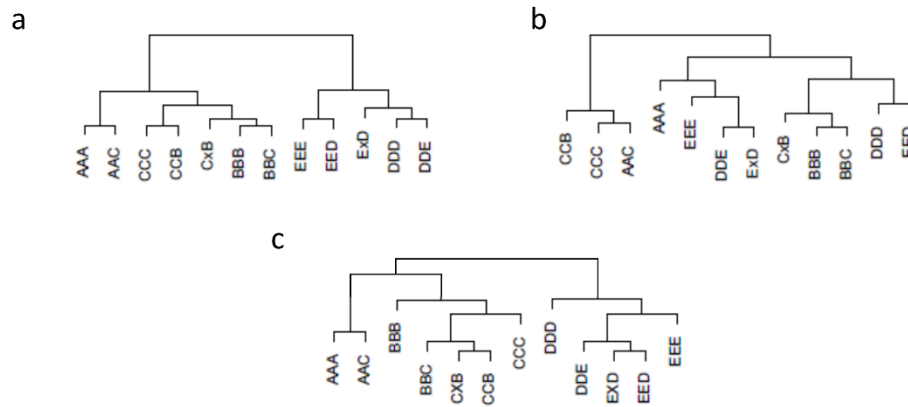 a
AAA
AAC
CCC
CCB
CxB
BBB
BBC
EEE
EED
ExD
DDD
DDE
b
CCB
CCC
AAC
AAA
EEE
DDE
ExD
CxB
BBB
BBC
DDD
EED
c
AAA
AAC
BBB
BBC
CXB
CCB
CCC
DDD
DDE
EXD
EED
EEE